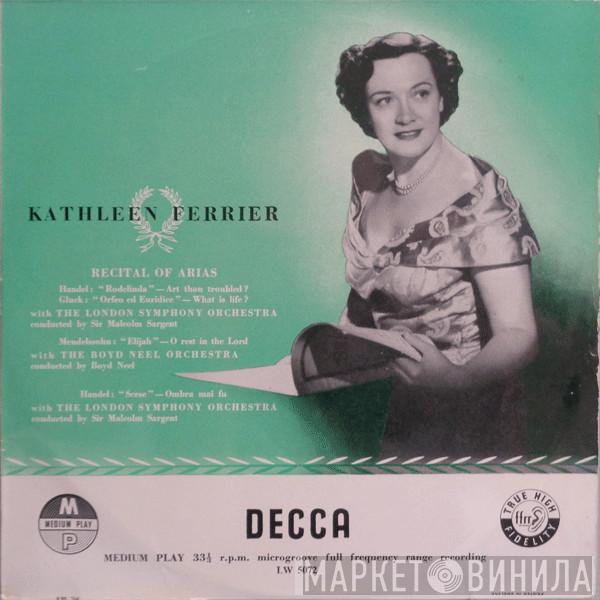 KATHLEEN FERRIER
RECITAL OF ARIAS
Handel: "Rodelinda"—Art thou troubled?
Gluck: "Orfeo ed Euridice"—What is life?
with THE LONDON SYMPHONY ORCHESTRA
conducted by Sir Malcolm Sargent
Mendelssohn: "Elijah"—O rest in the Lord
with THE BOYD NEEL ORCHESTRA
conducted by Boyd Neel
Handel: "Serse"—Ombra mai fu
with THE LONDON SYMPHONY ORCHESTRA
conducted by Sir Malcolm Sargent
M
MEDIUM PLAY
P
DECCA
TRUE HIGH
ffrr
FIDELITY
MEDIUM PLAY 33⅓ r.p.m. microgroove full frequency range recording
LW 5072
МАРКЕТ ВИНИЛА